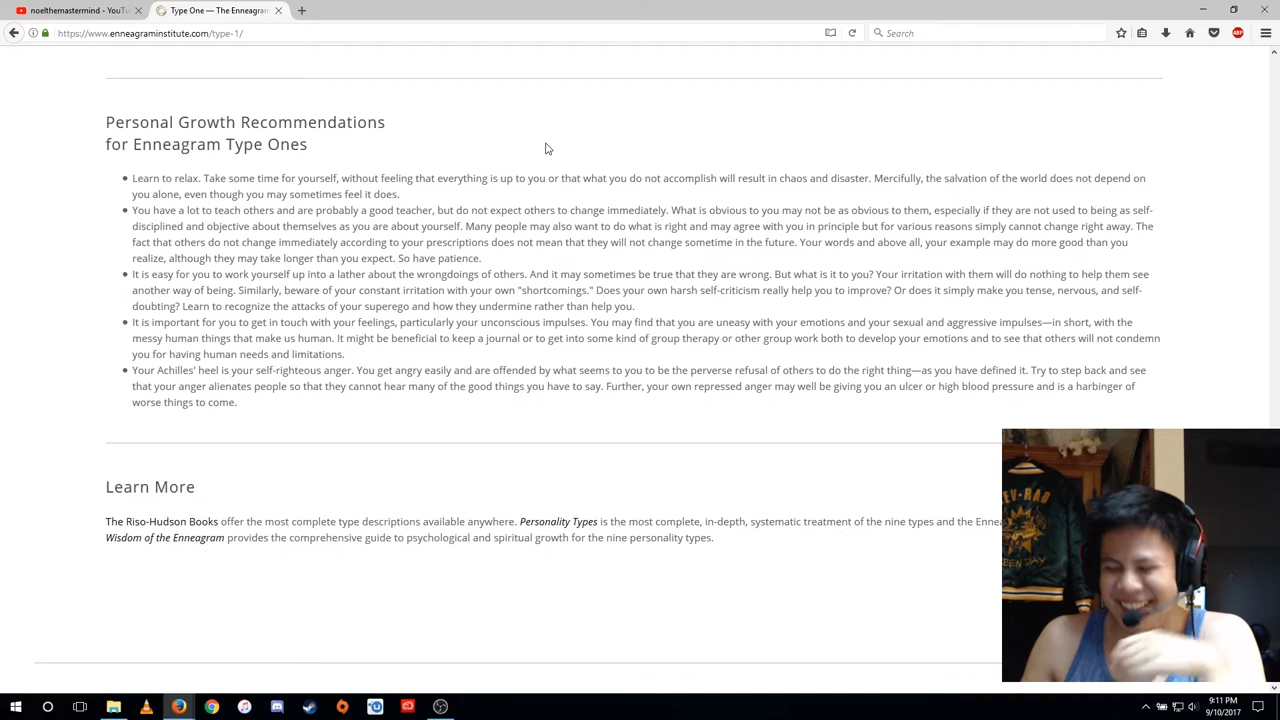 noelthemastermind - YouTu
Type One — The Enneagram
https://www.enneagraminstitute.com/type-1/
Search
ABP
Personal Growth Recommendations
for Enneagram Type Ones
Learn to relax. Take some time for yourself, without feeling that everything is up to you or that what you do not accomplish will result in chaos and disaster. Mercifully, the salvation of the world does not depend on
you alone, even though you may sometimes feel it does.
You have a lot to teach others and are probably a good teacher, but do not expect others to change immediately. What is obvious to you may not be as obvious to them, especially if they are not used to being as self-
disciplined and objective about themselves as you are about yourself. Many people may also want to do what is right and may agree with you in principle but for various reasons simply cannot change right away. The
fact that others do not change immediately according to your prescriptions does not mean that they will not change sometime in the future. Your words and above all, your example may do more good than you
realize, although they may take longer than you expect. So have patience.
It is easy for you to work yourself up into a lather about the wrongdoings of others. And it may sometimes be true that they are wrong. But what is it to you? Your irritation with them will do nothing to help them see
another way of being. Similarly, beware of your constant irritation with your own "shortcomings." Does your own harsh self-criticism really help you to improve? Or does it simply make you tense, nervous, and self-
doubting? Learn to recognize the attacks of your superego and how they undermine rather than help you.
It is important for you to get in touch with your feelings, particularly your unconscious impulses. You may find that you are uneasy with your emotions and your sexual and aggressive impulses—in short, with the
messy human things that make us human. It might be beneficial to keep a journal or to get into some kind of group therapy or other group work both to develop your emotions and to see that others will not condemn
you for having human needs and limitations.
Your Achilles' heel is your self-righteous anger. You get angry easily and are offended by what seems to you to be the perverse refusal of others to do the right thing—as you have defined it. Try to step back and see
that your anger alienates people so that they cannot hear many of the good things you have to say. Further, your own repressed anger may well be giving you an ulcer or high blood pressure and is a harbinger of
worse things to come.
Learn More
The Riso-Hudson Books offer the most complete type descriptions available anywhere. Personality Types is the most complete, in-depth, systematic treatment of the nine types and the Ennea
Wisdom of the Enneagram provides the comprehensive guide to psychological and spiritual growth for the nine personality types.
9:11 PM
9/10/2017